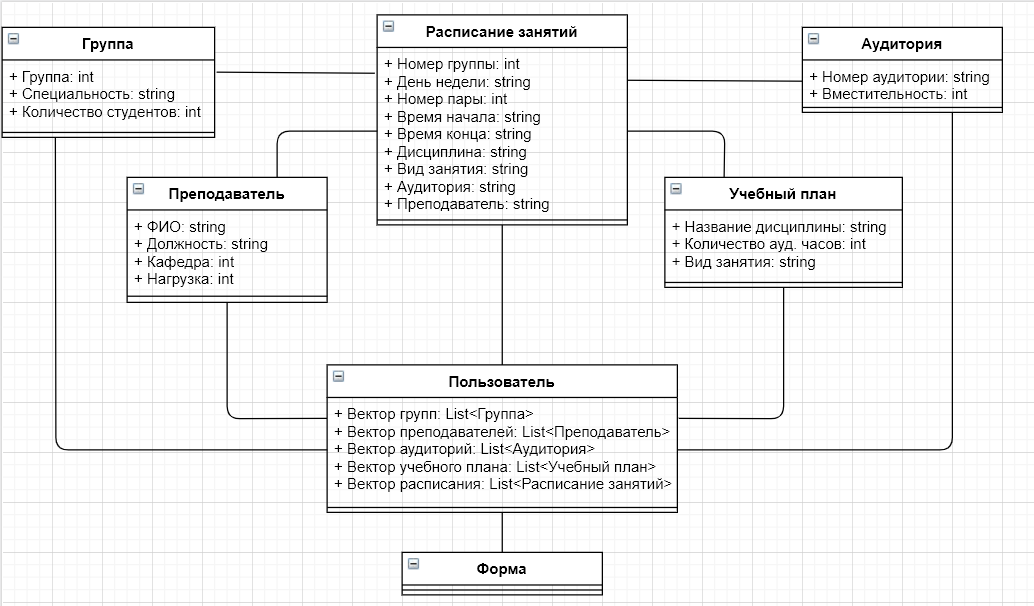 Группа
+ Группа: int
+ Специальность: string
+ Количество студентов: int
Расписание занятий
+ Номер группы: int
+ День недели: string
+ Номер пары: int
+ Время начала: string
+ Время конца: string
+ Дисциплина: string
+ Вид занятия: string
+ Аудитория: string
+ Преподаватель: string
Аудитория
+ Номер аудитории: string
+ Вместительность: int
Преподаватель
+ ФИО: string
+ Должность: string
+ Кафедра: int
+ Нагрузка: int
Учебный план
+ Название дисциплины: string
+ Количество ауд. часов: int
+ Вид занятия: string
Пользователь
+ Вектор групп: List<Группа>
+ Вектор преподавателей: List<Преподаватель>
+ Вектор аудиторий: List<Аудитория>
+ Вектор учебного плана: List<Учебный план>
+ Вектор расписания: List<Расписание занятий>
Форма